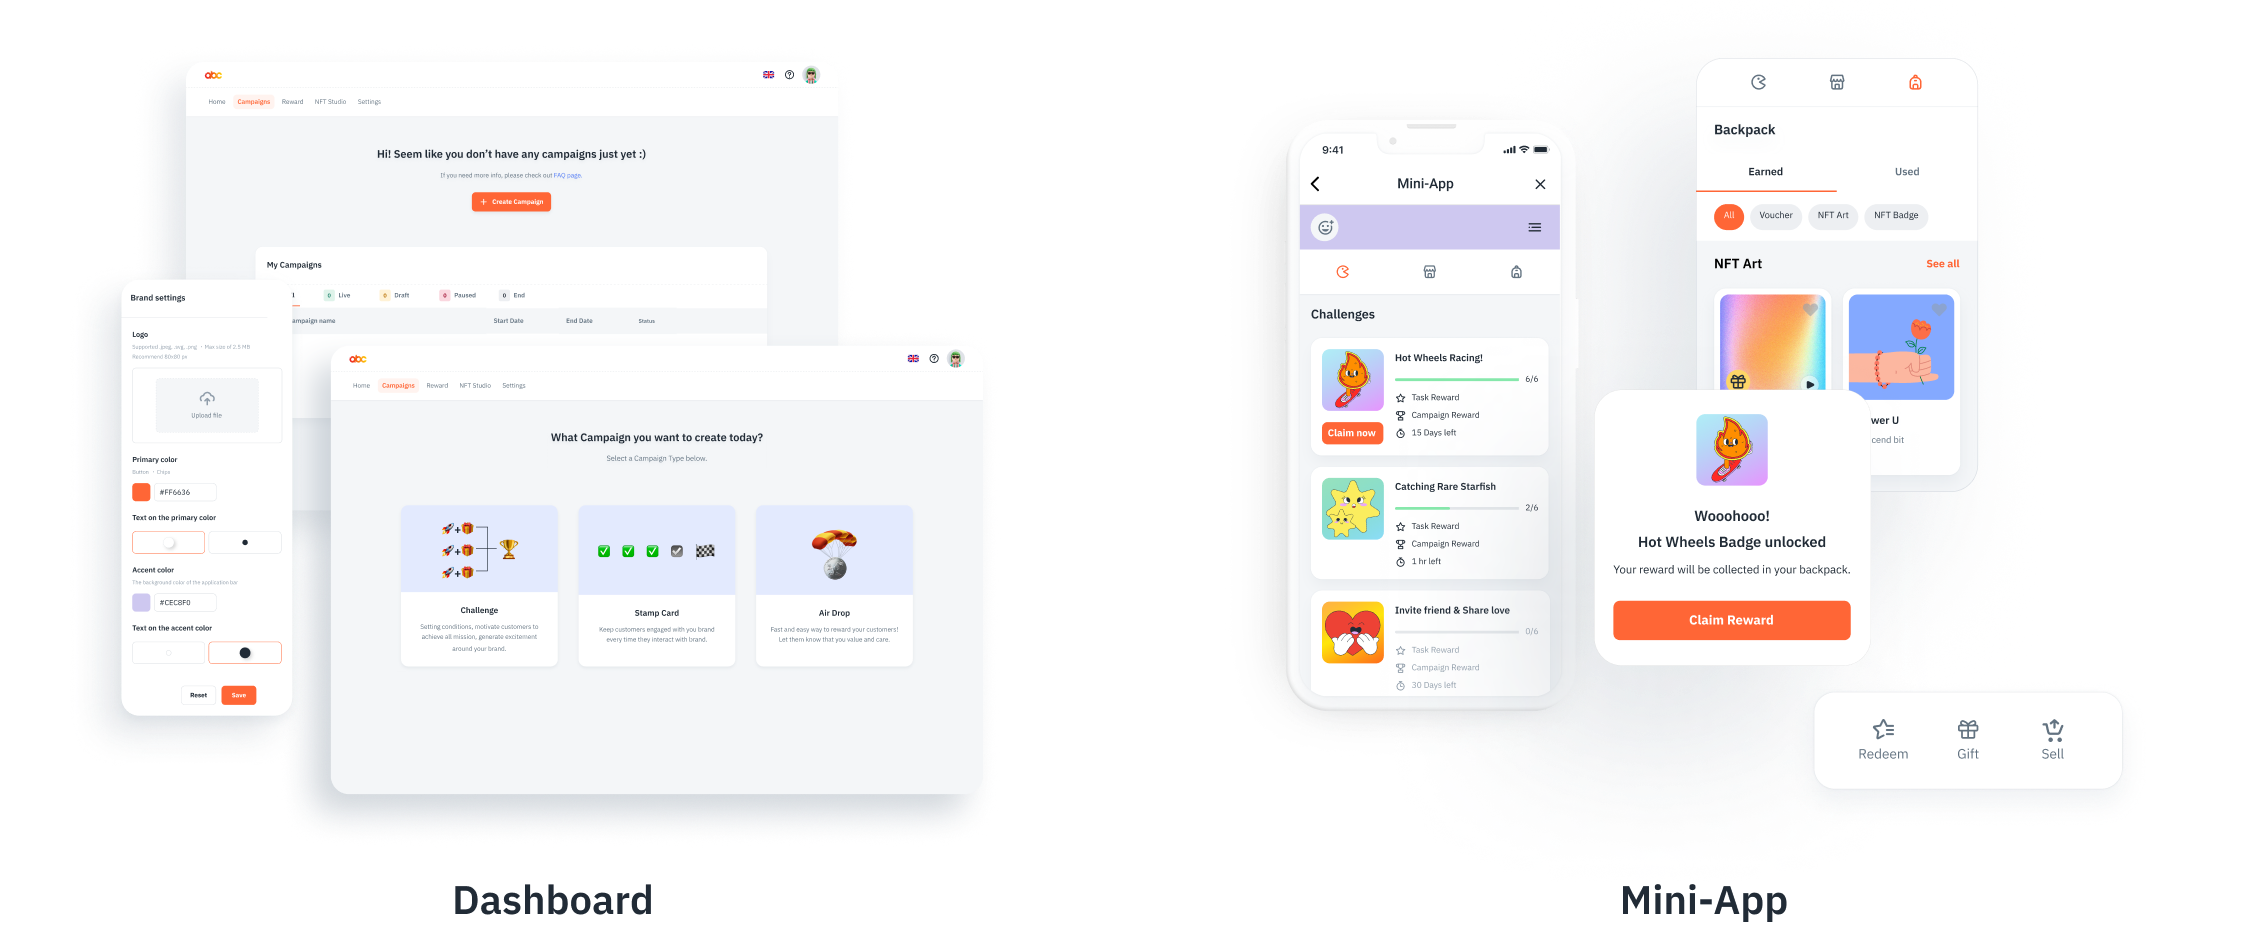 abc
Home Campaigns Reward NFT Studio Settings
Hi! Seem like you don't have any campaigns just yet :)
If you need more info, please check out FAQ page.
+ Create Campaign
My Campaigns
0 Live 0 Draft 0 Paused 0 End
ampaign name Start Date End Date Status
Brand settings
Logo
Supported .jpeg, .svg, .png • Max size of 2.5 MB
Recommend 80x80 px
Upload file
Primary color
Button • Craps
#FF6636
Text on the primary color
Accent color
The background color of the application bar
#CEC8F0
Text on the accent color
Reset Save
abc
Home Campaigns Reward NFT Studio Settings
What Campaign you want to create today?
Select a Campaign Type below.
Challenge
Setting conditions, motivate customers to
achieve all mission, generate excitement
around your brand.
Stamp Card
Keep customers engaged with you brand
every time they interact with brand.
Air Drop
Fast and easy way to reward your customers!
Let them know that you value and care.
Dashboard
9:41
Mini-App
Challenges
Hot Wheels Racing!
6/6
Task Reward
Campaign Reward
Claim now
15 Days left
Catching Rare Starfish
2/6
Task Reward
Campaign Reward
1 hr left
Invite friend & Share love
0/6
Task Reward
Campaign Reward
30 Days left
Backpack
Earned Used
All Voucher NFT Art NFT Badge
NFT Art See all
wer U
cend bit
Wooohooo!
Hot Wheels Badge unlocked
Your reward will be collected in your backpack.
Claim Reward
Redeem Gift Sell
Mini-App